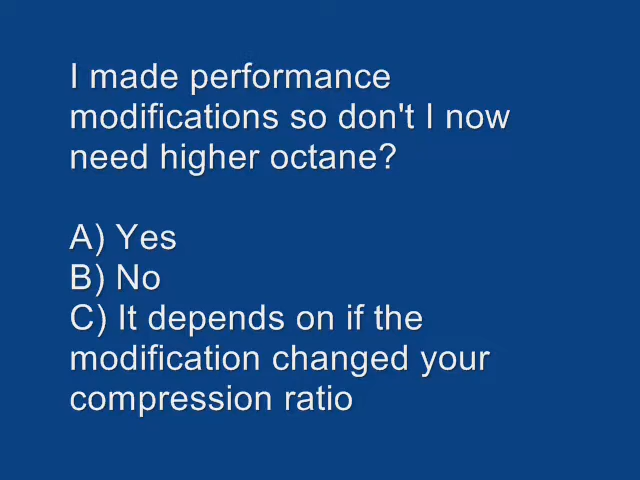 I made performance
modifications so don't I now
need higher octane?
A) Yes
B) No
C) It depends on if the
modification changed your
compression ratio